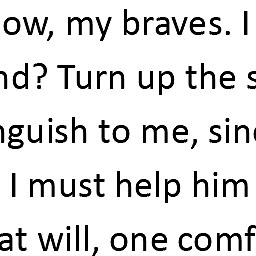 ow, my braves. I
nd? Turn up the s
nguish to me, sinc
I must help him
at will, one comf